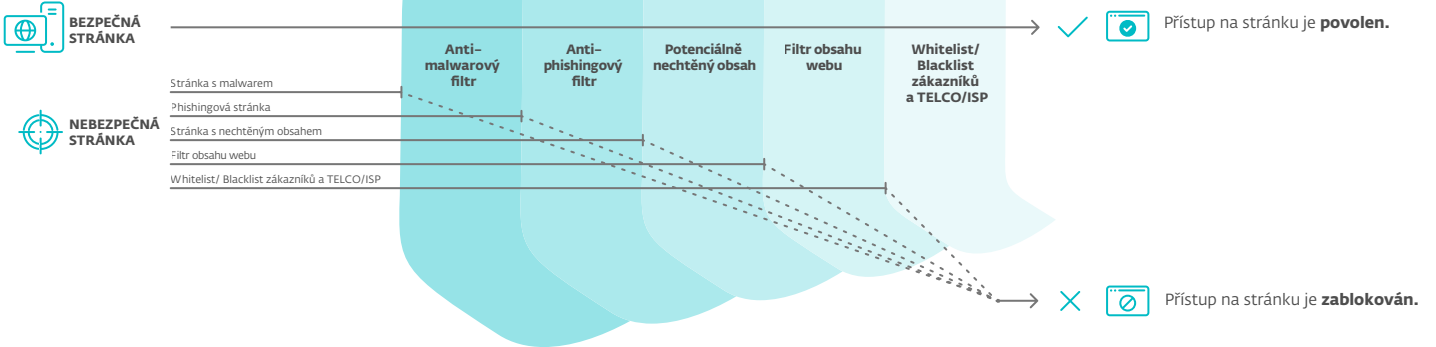 BEZPEČNÁ
STRÁNKA
Přístup na stránku je povolen.
Anti-
malwarový
filtr
Anti-
phishingový
filtr
Potenciálně
nechtěný obsah
Filtr obsahu
webu
Whitelist/
Blacklist
zákazníků
a TELCO/ISP
NEBEZPEČNÁ
STRÁNKA
Stránka s malwarem
Phishingová stránka
Stránka s nechtěným obsahem
Filtr obsahu webu
Whitelist/ Blacklist zákazníků a TELCO/ISP
Přístup na stránku je zablokován.